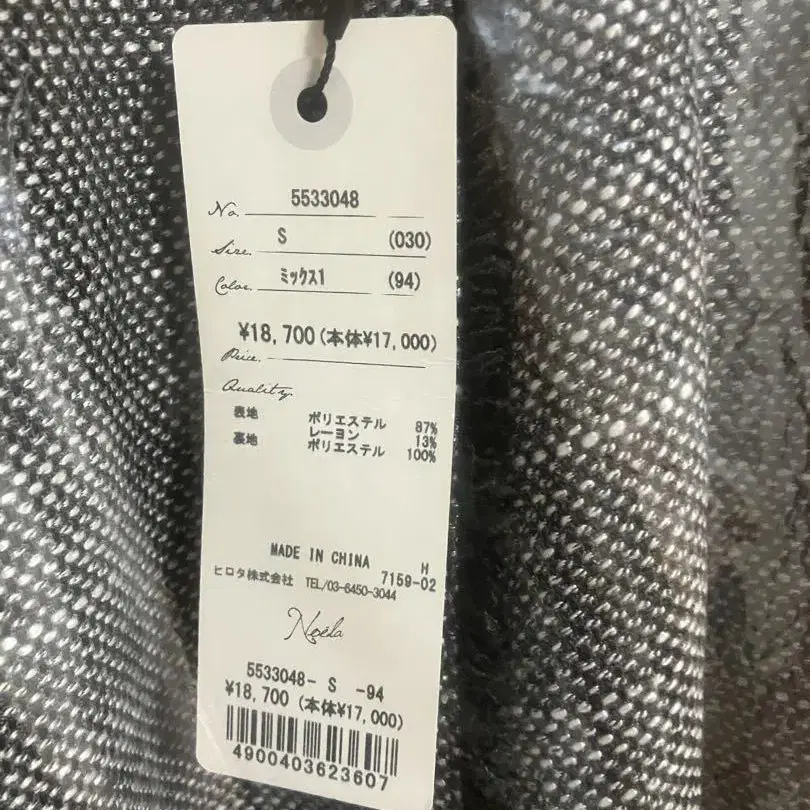 No. 5533048
Size. S (030)
Color. ミックス1 (94)
¥18,700(本体¥17,000)
Price.
Quality.
表地 ポリエステル 87%
レーヨン 13%
裏地 ポリエステル 100%
MADE IN CHINA H
ヒロタ株式会社 TEL/03-6450-3044 7159-02
Noela
5533048- S -94
¥18,700 (本体¥17,000)
4900403623607